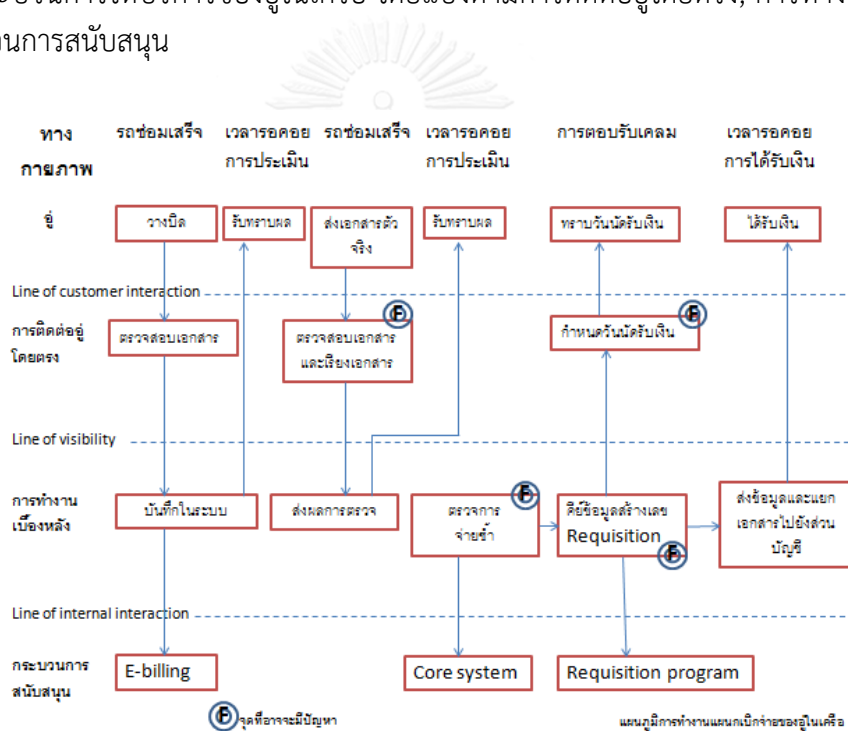 วนการสนับสนุน
ทาง
กายภาพ
รถซ่อมเสร็จ
เวลารอคอย
การประเมิน
รถซ่อมเสร็จ
เวลารอคอย
การประเมิน
การตอบรับเคลม
เวลารอคอย
การได้รับเงิน
อู่
วางบิล
รับทราบผล
ส่งเอกสารตัว
จริง
รับทราบผล
ทราบวันนัดรับเงิน
ได้รับเงิน
Line of customer interaction
การติดต่ออู่
โดยตรง
ตรวจสอบเอกสาร
ตรวจสอบเอกสาร
และเรียงเอกสาร
F
กำหนดวันนัดรับเงิน
F
Line of visibility
การทำงาน
เบื้องหลัง
บันทึกในระบบ
ส่งผลการตรวจ
ตรวจการ
จ่ายซ้ำ
F
คีย์ข้อมูลสร้างเลข
Requisition
F
ส่งข้อมูลและแยก
เอกสารไปยังส่วน
บัญชี
Line of internal interaction
กระบวนการ
สนับสนุน
E-billing
Core system
Requisition program
F จุดที่อาจจะมีปัญหา
แผนภูมิการทำงานแผนกเบิกจ่ายของอู่ในเครือ